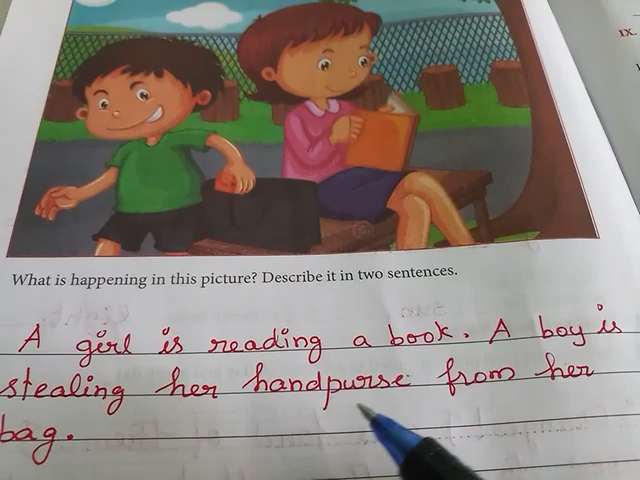 IX.
What is happening in this picture? Describe it in two sentences.
A girl is reading a book. A boy is
stealing her handpurse from her
bag.